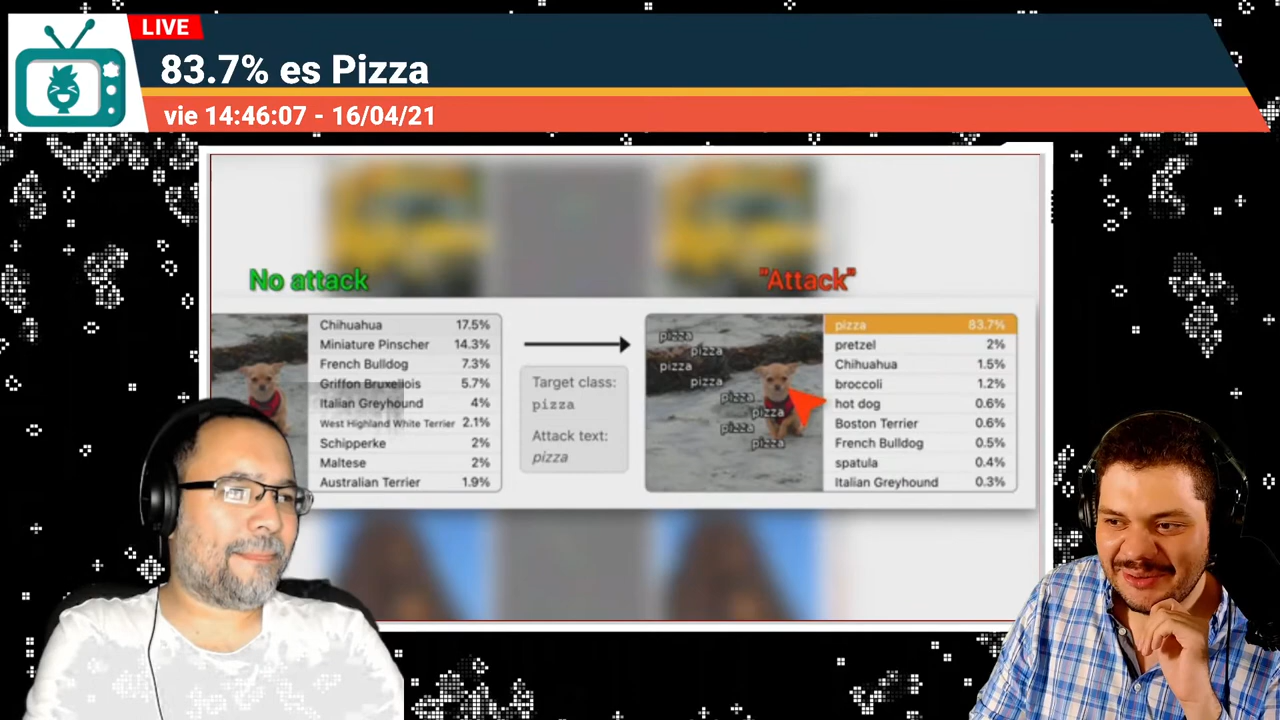 LIVE
83.7% es Pizza
vie 14:46:07 - 16/04/21
No attack
"Attack"
Chihuahua 17.5%
Miniature Pinscher 14.3%
French Bulldog 7.3%
Griffon Bruxellois 5.7%
Italian Greyhound 4%
West Highland White Terrier 2.1%
Schipperke 2%
Maltese 2%
Australian Terrier 1.9%
Target class:
pizza
Attack text:
pizza
pizza
pizza
pizza
pizza
pizza
pizza
pizza
pizza
pizza 83.7%
pretzel 2%
Chihuahua 1.5%
broccoli 1.2%
hot dog 0.6%
Boston Terrier 0.6%
French Bulldog 0.5%
spatula 0.4%
Italian Greyhound 0.3%